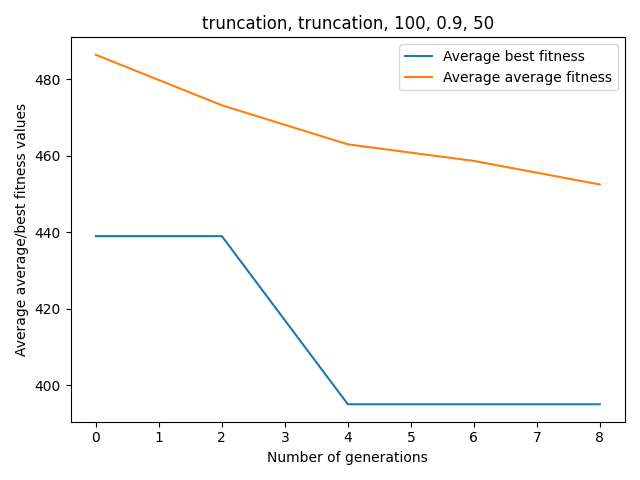 truncation, truncation, 100, 0.9, 50
Average best fitness
Average average fitness
Average average/best fitness values
480
460
440
420
400
0 1 2 3 4 5 6 7 8
Number of generations